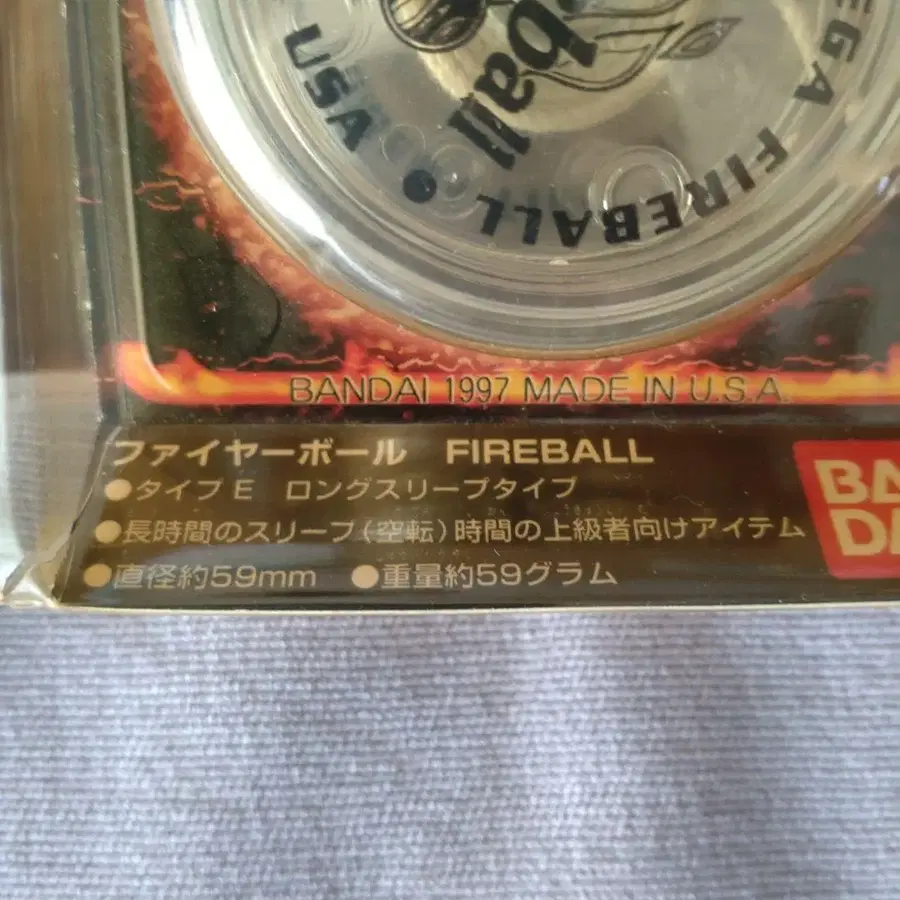 ball
USA • EGA FIREBALL
BANDAI 1997 MADE IN U.S.A.
ファイヤーボール FIREBALL
●タイプE ロングスリープタイプ
●長時間のスリープ(空転)時間の上級者向けアイテム
●直径約59mm ●重量約59グラム
BA
DA